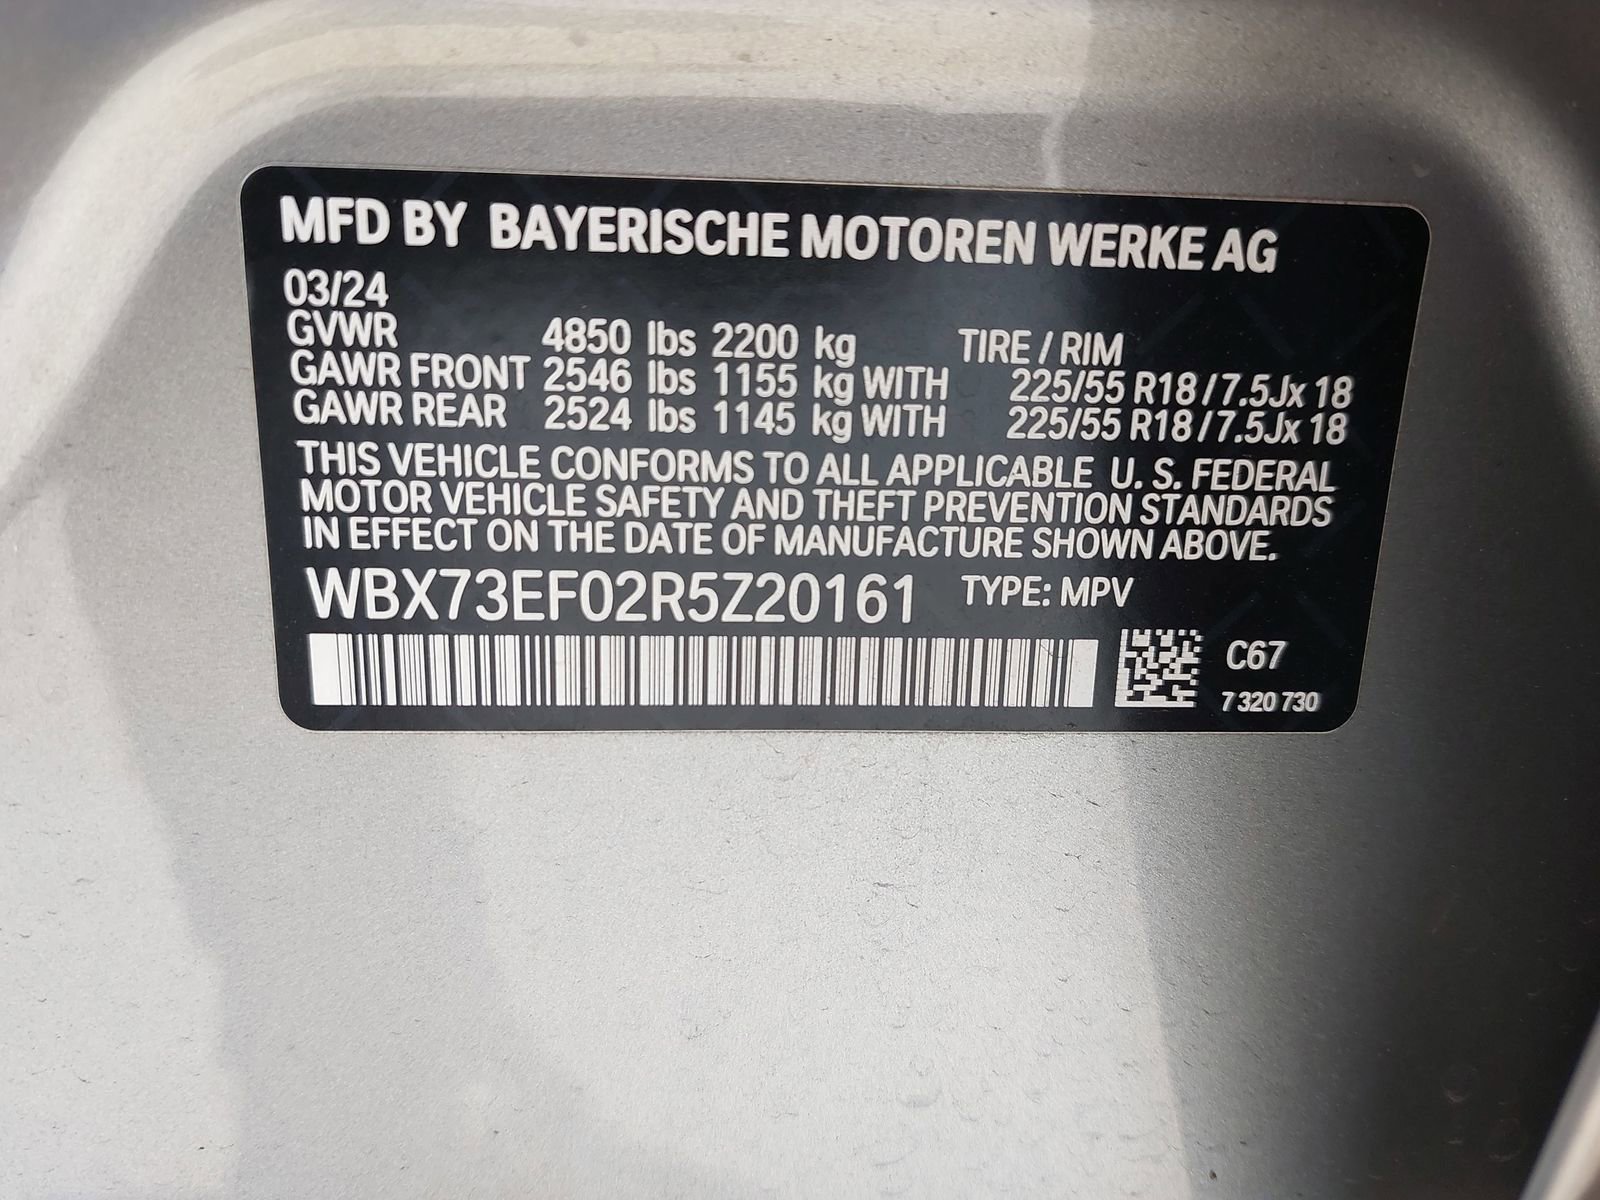 MFD BY BAYERISCHE MOTOREN WERKE AG
03/24
GVWR 4850 lbs 2200 kg TIRE / RIM
GAWR FRONT 2546 lbs 1155 kg WITH 225/55 R18 / 7.5Jx 18
GAWR REAR 2524 lbs 1145 kg WITH 225/55 R18 / 7.5Jx 18
THIS VEHICLE CONFORMS TO ALL APPLICABLE U. S. FEDERAL
MOTOR VEHICLE SAFETY AND THEFT PREVENTION STANDARDS
IN EFFECT ON THE DATE OF MANUFACTURE SHOWN ABOVE.
WBX73EF02R5Z20161 TYPE: MPV
C67
7 320 730